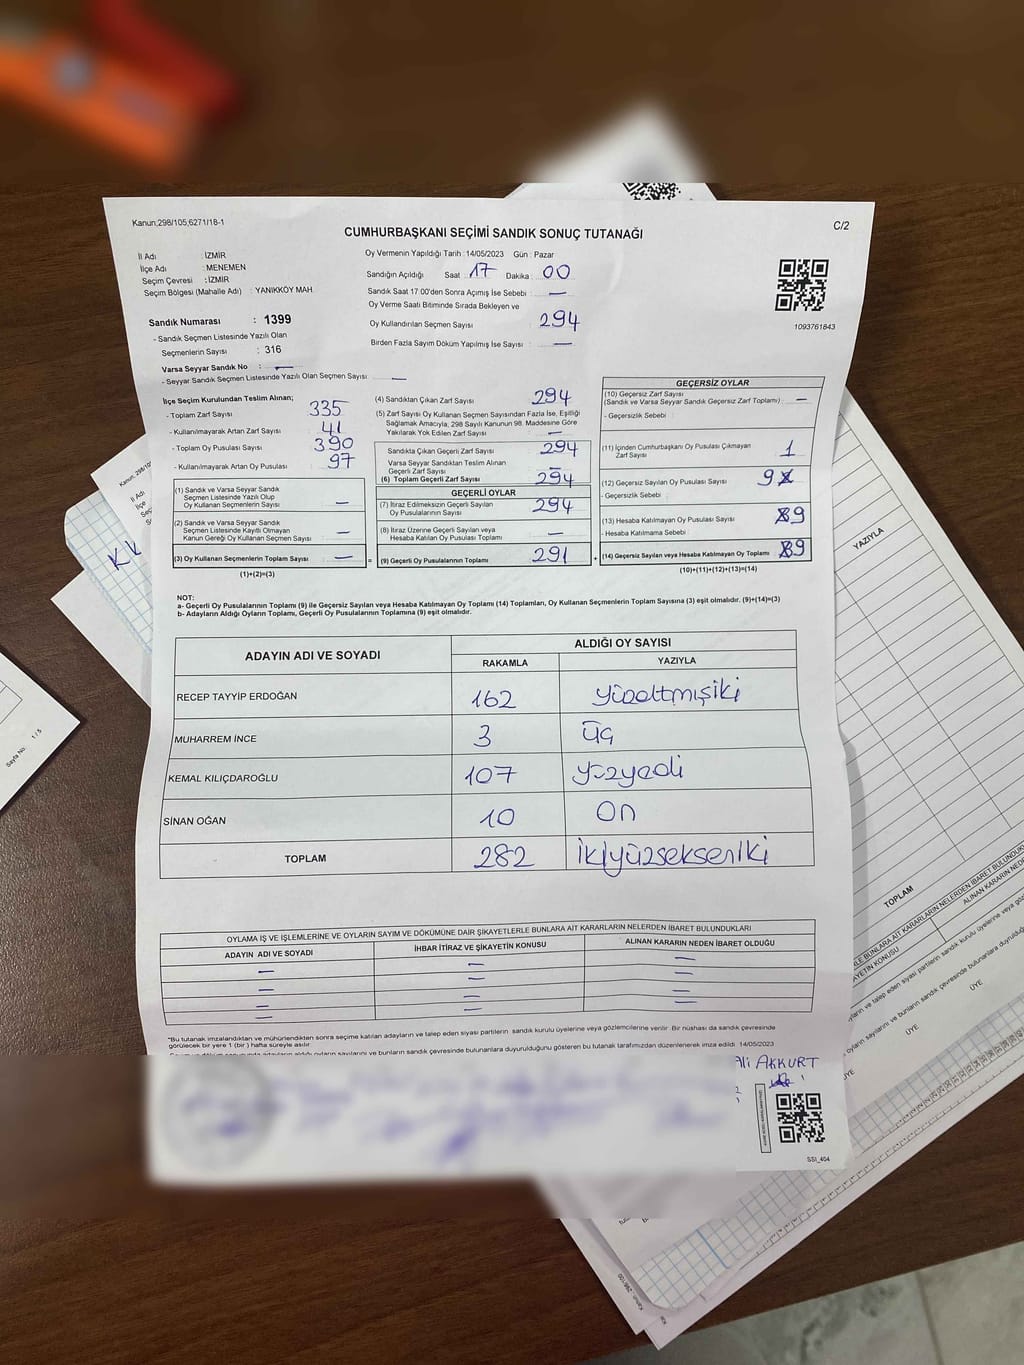 Kanun;298/105,6271/18-1
C/2
CUMHURBAŞKANI SEÇİMİ SANDIK SONUÇ TUTANAĞI
İl Adı : İZMİR
İlçe Adı : MENEMEN
Seçim Çevresi : İZMİR
Seçim Bölgesi (Mahalle Adı) : YANIKKÖY MAH.
Oy Vermenin Yapıldığı Tarih : 14/05/2023 Gün : Pazar
Sandığın Açıldığı Saat : 17 Dakika : 00
Sandık Saat 17.00'den Sonra Açımış İse Sebebi : —
Oy Verme Saati Bitiminde Sırada Bekleyen ve
Oy Kullandırılan Seçmen Sayısı : 294
Birden Fazla Sayım Döküm Yapılmış İse Sayısı : —
1093761843
Sandık Numarası : 1399
- Sandık Seçmen Listesinde Yazılı Olan
Seçmenlerin Sayısı : 316
Varsa Seyyar Sandık No : —
- Seyyar Sandık Seçmen Listesinde Yazılı Olan Seçmen Sayısı : —
İlçe Seçim Kurulundan Teslim Alınan;
- Toplam Zarf Sayısı : 335
- Kullanılmayarak Artan Zarf Sayısı : 41
- Toplam Oy Pusulası Sayısı : 390
- Kullanılmayarak Artan Oy Pusulası : 97
(1) Sandık ve Varsa Seyyar Sandık
Seçmen Listesinde Yazılı Olup
Oy Kullanan Seçmenlerin Sayısı : —
(2) Sandık ve Varsa Seyyar Sandık
Seçmen Listesinde Kayıtlı Olmayan
Kanun Gereği Oy Kullanan Seçmen Sayısı : —
(3) Oy Kullanan Seçmenlerin Toplam Sayısı : — =
(1)+(2)=(3)
(4) Sandıktan Çıkan Zarf Sayısı : 294
(5) Zarf Sayısı Oy Kullanan Seçmen Sayısından Fazla İse, Eşitliği
Sağlamak Amacıyla; 298 Sayılı Kanunun 98. Maddesine Göre
Yakılarak Yok Edilen Zarf Sayısı : —
Sandıkta Çıkan Geçerli Zarf Sayısı : 294
Varsa Seyyar Sandıktan Teslim Alınan
Geçerli Zarf Sayısı : —
(6) Toplam Geçerli Zarf Sayısı : 294
GEÇERLİ OYLAR
(7) İtiraz Edilmeksizin Geçerli Sayılan
Oy Pusulalarının Sayısı : 294
(8) İtiraz Üzerine Geçerli Sayılan veya
Hesaba Katılan Oy Pusulası Toplamı : —
(9) Geçerli Oy Pusulalarının Toplamı : 291 +
GEÇERSİZ OYLAR
(10) Geçersiz Zarf Sayısı
(Sandık ve Varsa Seyyar Sandık Geçersiz Zarf Toplamı) : —
- Geçersizlik Sebebi :
(11) İçinden Cumhurbaşkanı Oy Pusulası Çıkmayan
Zarf Sayısı : 1
(12) Geçersiz Sayılan Oy Pusulası Sayısı : 9
- Geçersizlik Sebebi :
(13) Hesaba Katılmayan Oy Pusulası Sayısı : 9
- Hesaba Katılmama Sebebi :
(14) Geçersiz Sayılan veya Hesaba Katılmayan Oy Toplamı : 9
(10)+(11)+(12)+(13)=(14)
NOT:
a- Geçerli Oy Pusulalarının Toplamı (9) ile Geçersiz Sayılan veya Hesaba Katılmayan Oy Toplamı (14) Toplamları, Oy Kullanan Seçmenlerin Toplam Sayısına (3) eşit olmalıdır. (9)+(14)=(3)
b- Adayların Aldığı Oyların Toplamı, Geçerli Oy Pusulalarının Toplamına (9) eşit olmalıdır.
ADAYIN ADI VE SOYADI ALDIĞI OY SAYISI
RAKAMLA YAZIYLA
RECEP TAYYİP ERDOĞAN 162 yüzaltmışiki
MUHARREM İNCE 3 üç
KEMAL KILIÇDAROĞLU 107 yüzyedi
SİNAN OĞAN 10 on
TOPLAM 282 ikiyüzsekseniki
OYLAMA İŞ VE İŞLEMLERİNE VE OYLARIN SAYIM VE DÖKÜMÜNE DAİR ŞİKAYETLERLE BUNLARA AİT KARARLARIN NELERDEN İBARET BULUNDUKLARI
ADAYIN ADI VE SOYADI İHBAR İTİRAZ VE ŞİKAYETİN KONUSU ALINAN KARARIN NEDEN İBARET OLDUĞU
— — —
— — —
— — —
— — —
*Bu tutanak imzalandıktan ve mühürlendikten sonra seçime katılan adayların ve talep eden siyasi partilerin sandık kurulu üyelerine veya gözlemcilerine verilir. Bir nüshası da sandık çevresinde
görülecek bir yere 1 (bir) hafta süreyle asılır.
Ali AKKURT
SSI_404
KK
Sayfa No: 1 / 5
YAZIYLA
TOPLAM
ÜYE
ÜYE
ÜYE